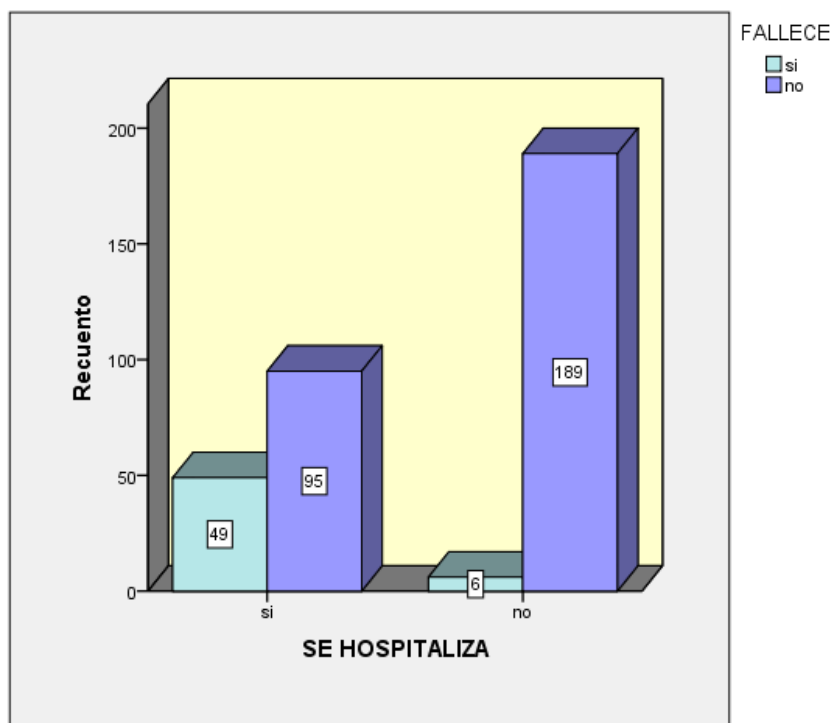 FALLECE
si
no
200
150
100
50
0
Recuento
49
95
6
189
si
no
SE HOSPITALIZA